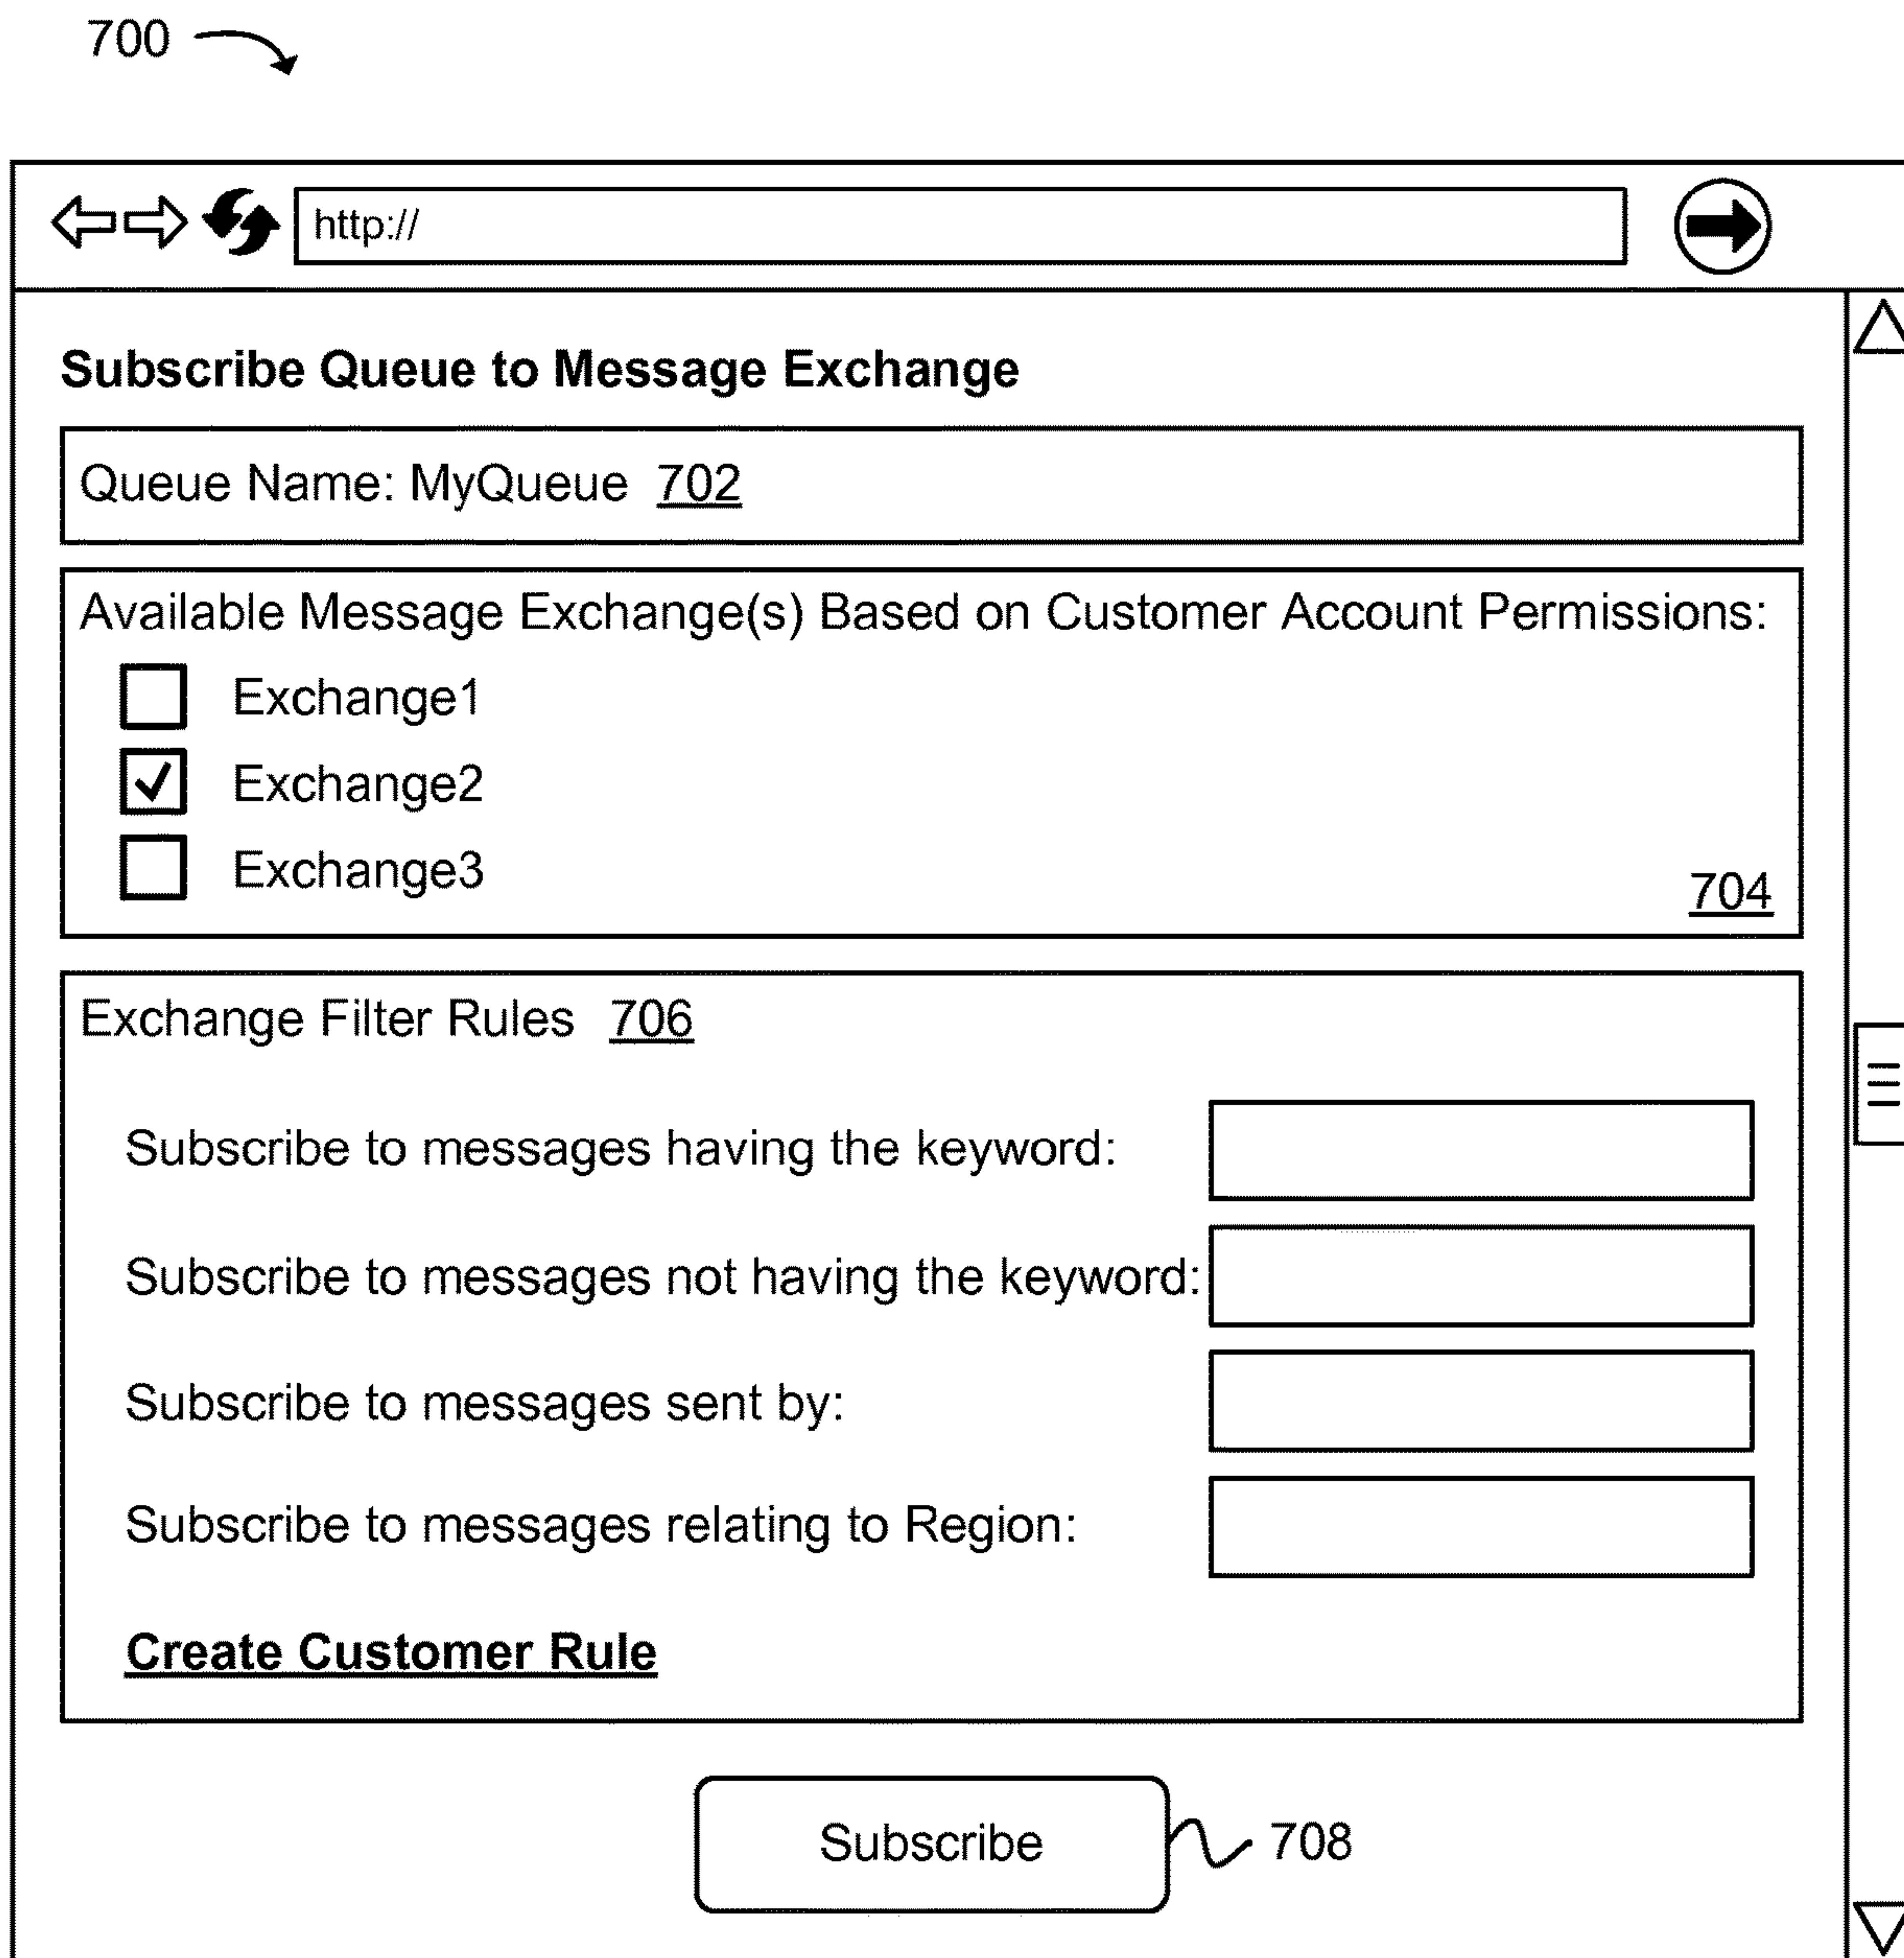 700
http://
Subscribe Queue to Message Exchange
Queue Name: MyQueue 702
Available Message Exchange(s) Based on Customer Account Permissions:
Exchange1
Exchange2
Exchange3
704
Exchange Filter Rules 706
Subscribe to messages having the keyword:
Subscribe to messages not having the keyword:
Subscribe to messages sent by:
Subscribe to messages relating to Region:
Create Customer Rule
Subscribe 708